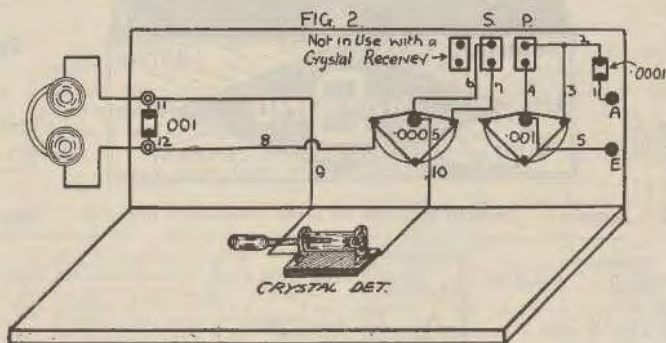 FIG. 2.
S. P.
Not in Use with a
Crystal Receiver
2
.0001
1
A
6
7
4
3
11
.001
12
.0005
.001
5
E
8
9
10
CRYSTAL DET.